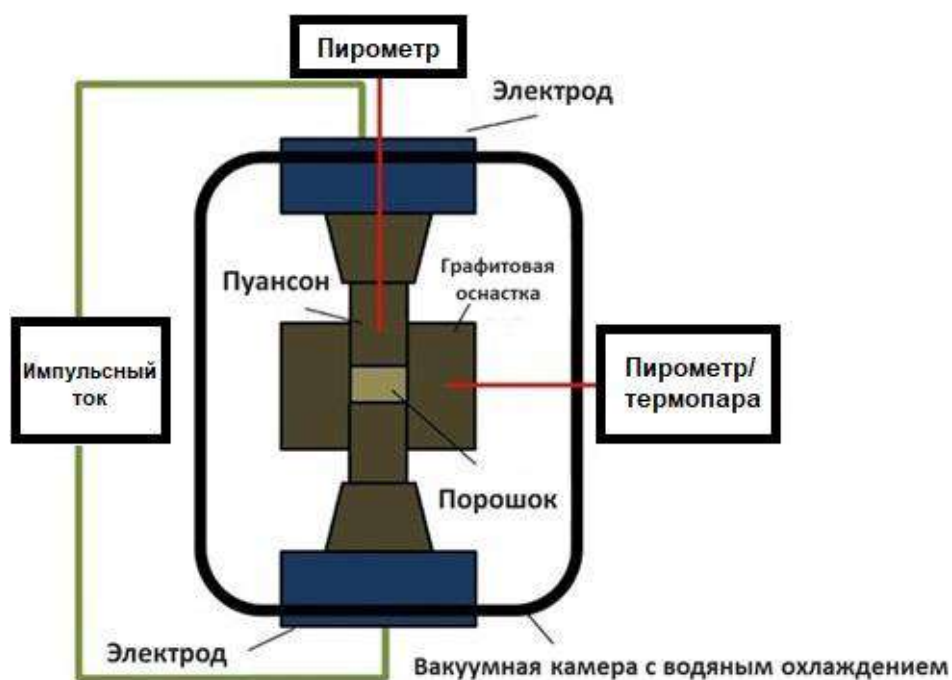 Пирометр
Электрод
Пуансон
Графитовая
оснастка
Импульсный
ток
Пирометр/
термопара
Порошок
Электрод
Вакуумная камера с водяным охлаждением